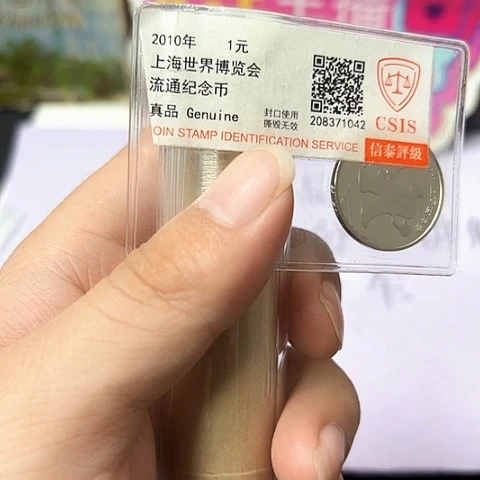 2010年 1元
上海世界博览会
流通纪念币
真品 Genuine
封口使用
撕毁无效
208371042
CSIS
OIN STAMP IDENTIFICATION SERVICE
信泰評級